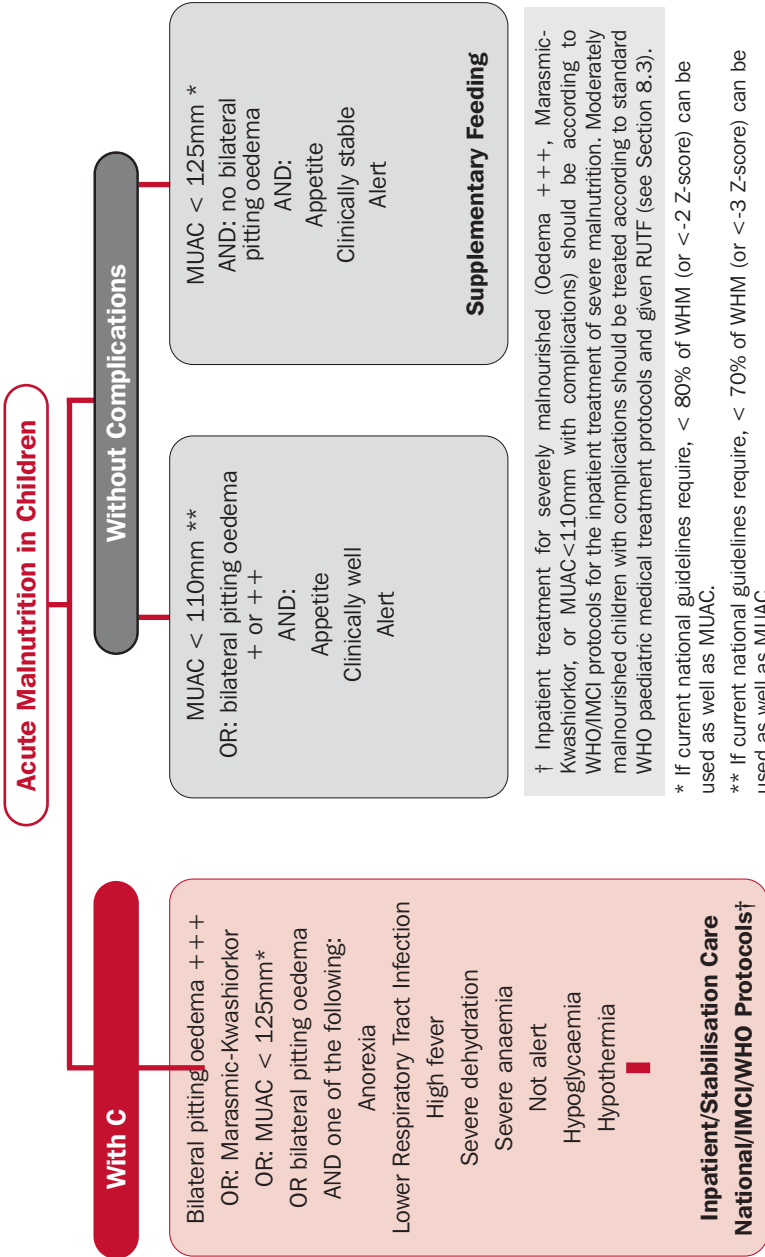 Acute Malnutrition in Children
With C
Without Complications
Bilateral pitting oedema +++
OR: Marasmic-Kwashiorkor
OR: MUAC < 125mm*
OR bilateral pitting oedema
AND one of the following:
Anorexia
Lower Respiratory Tract Infection
High fever
Severe dehydration
Severe anaemia
Not alert
Hypoglycaemia
Hypothermia
Inpatient/Stabilisation Care
National/IMCI/WHO Protocols†
MUAC < 110mm **
OR: bilateral pitting oedema
+ or ++
AND:
Appetite
Clinically well
Alert
MUAC < 125mm *
AND: no bilateral
pitting oedema
AND:
Appetite
Clinically stable
Alert
Supplementary Feeding
† Inpatient treatment for severely malnourished (Oedema +++, Marasmic-
Kwashiorkor, or MUAC<110mm with complications) should be according to
WHO/IMCI protocols for the inpatient treatment of severe malnutrition. Moderately
malnourished children with complications should be treated according to standard
WHO paediatric medical treatment protocols and given RUTF (see Section 8.3).
* If current national guidelines require, < 80% of WHM (or <-2 Z-score) can be
used as well as MUAC.
** If current national guidelines require, < 70% of WHM (or <-3 Z-score) can be
used as well as MUAC